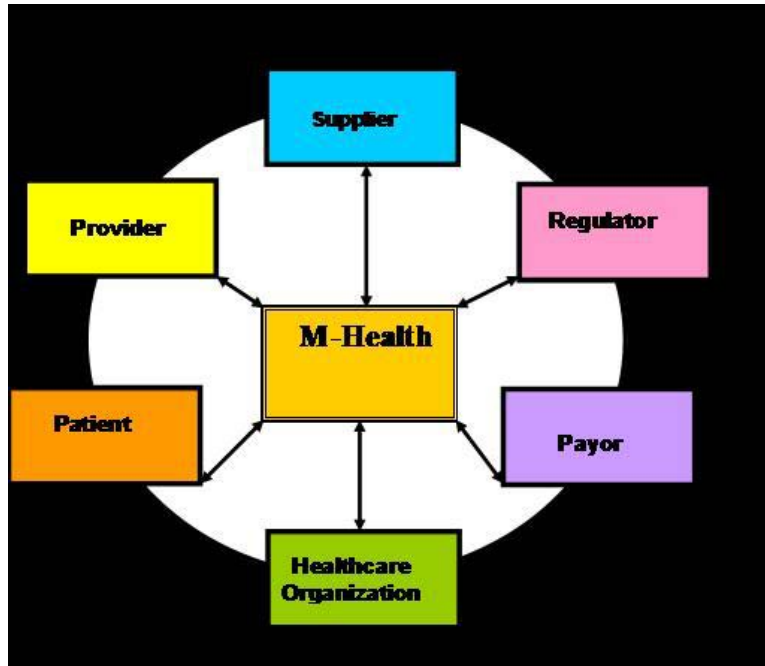 Supplier
Provider
Regulator
M-Health
Patient
Payor
Healthcare
Organization